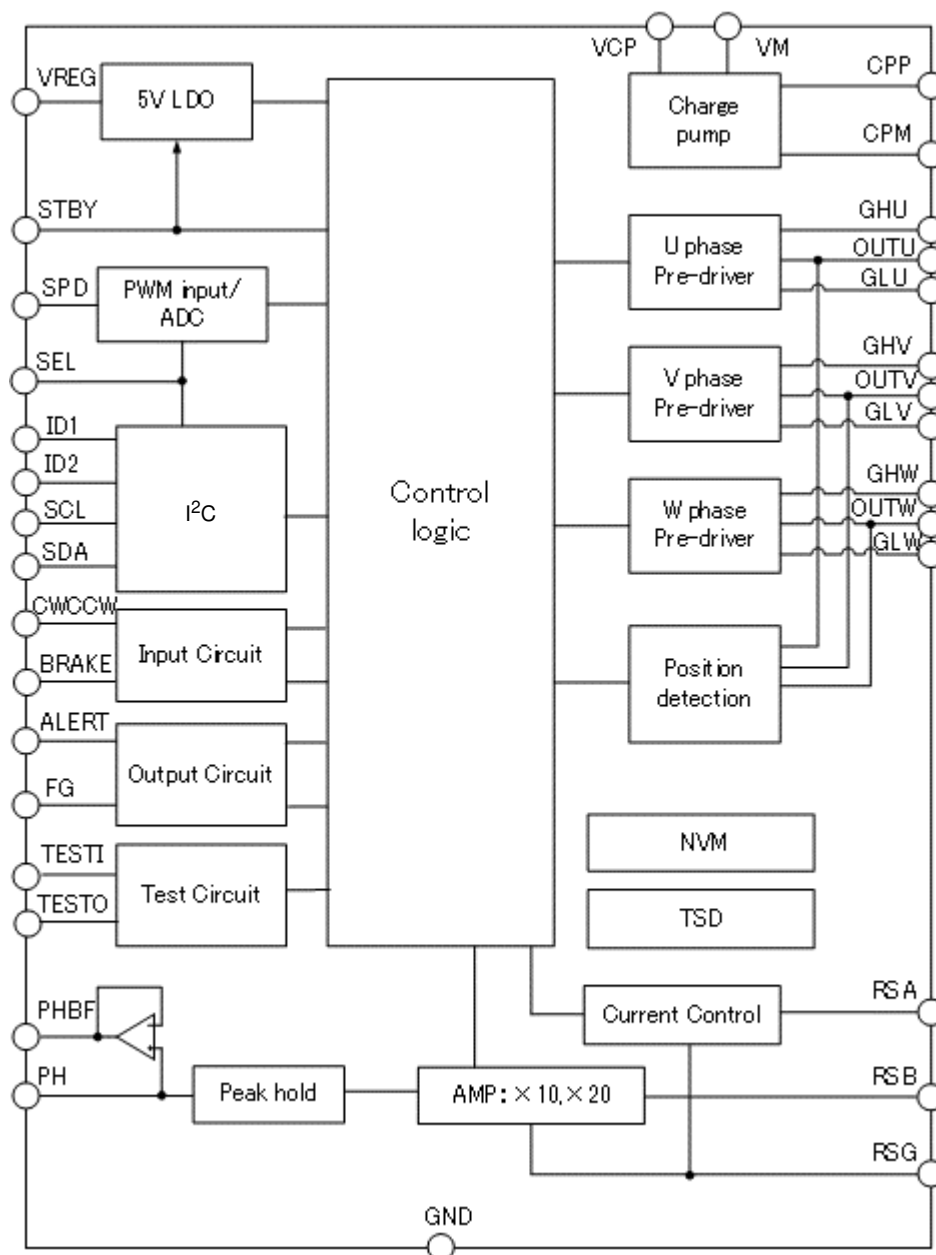 VCP
VM
VREG
5V LDO
Charge
pump
CPP
CPM
STBY
SPD
PWM input/
ADC
SEL
ID1
ID2
SCL
SDA
I²C
CWCCW
BRAKE
Input Circuit
ALERT
FG
Output Circuit
TESTI
TESTO
Test Circuit
Control
logic
U phase
Pre-driver
GHU
OUTU
GLU
V phase
Pre-driver
GHV
OUTV
GLV
W phase
Pre-driver
GHW
OUTW
GLW
Position
detection
NVM
TSD
PHBF
PH
Peak hold
Current Control
AMP: ×10,×20
RSA
RSB
RSG
GND